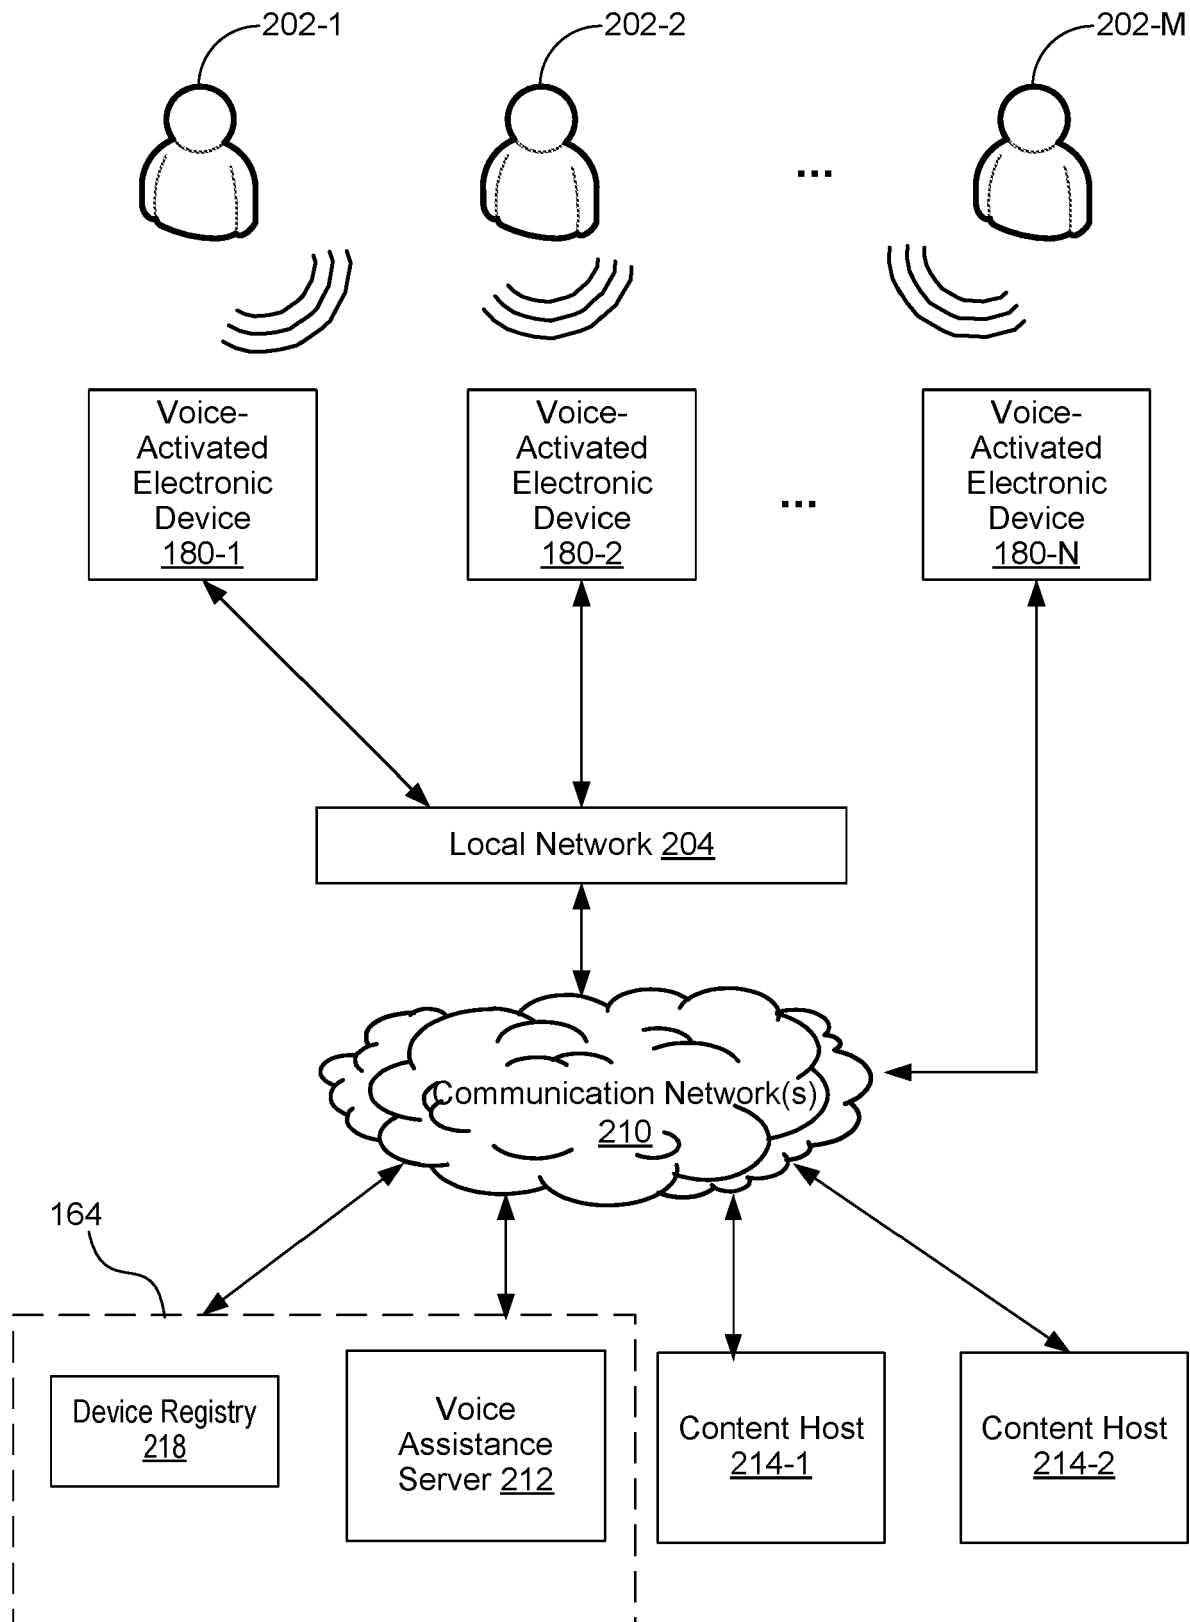 202-1
202-2
202-M
...
Voice-
Activated
Electronic
Device
180-1
Voice-
Activated
Electronic
Device
180-2
...
Voice-
Activated
Electronic
Device
180-N
Local Network 204
Communication Network(s)
210
164
Device Registry
218
Voice
Assistance
Server 212
Content Host
214-1
Content Host
214-2